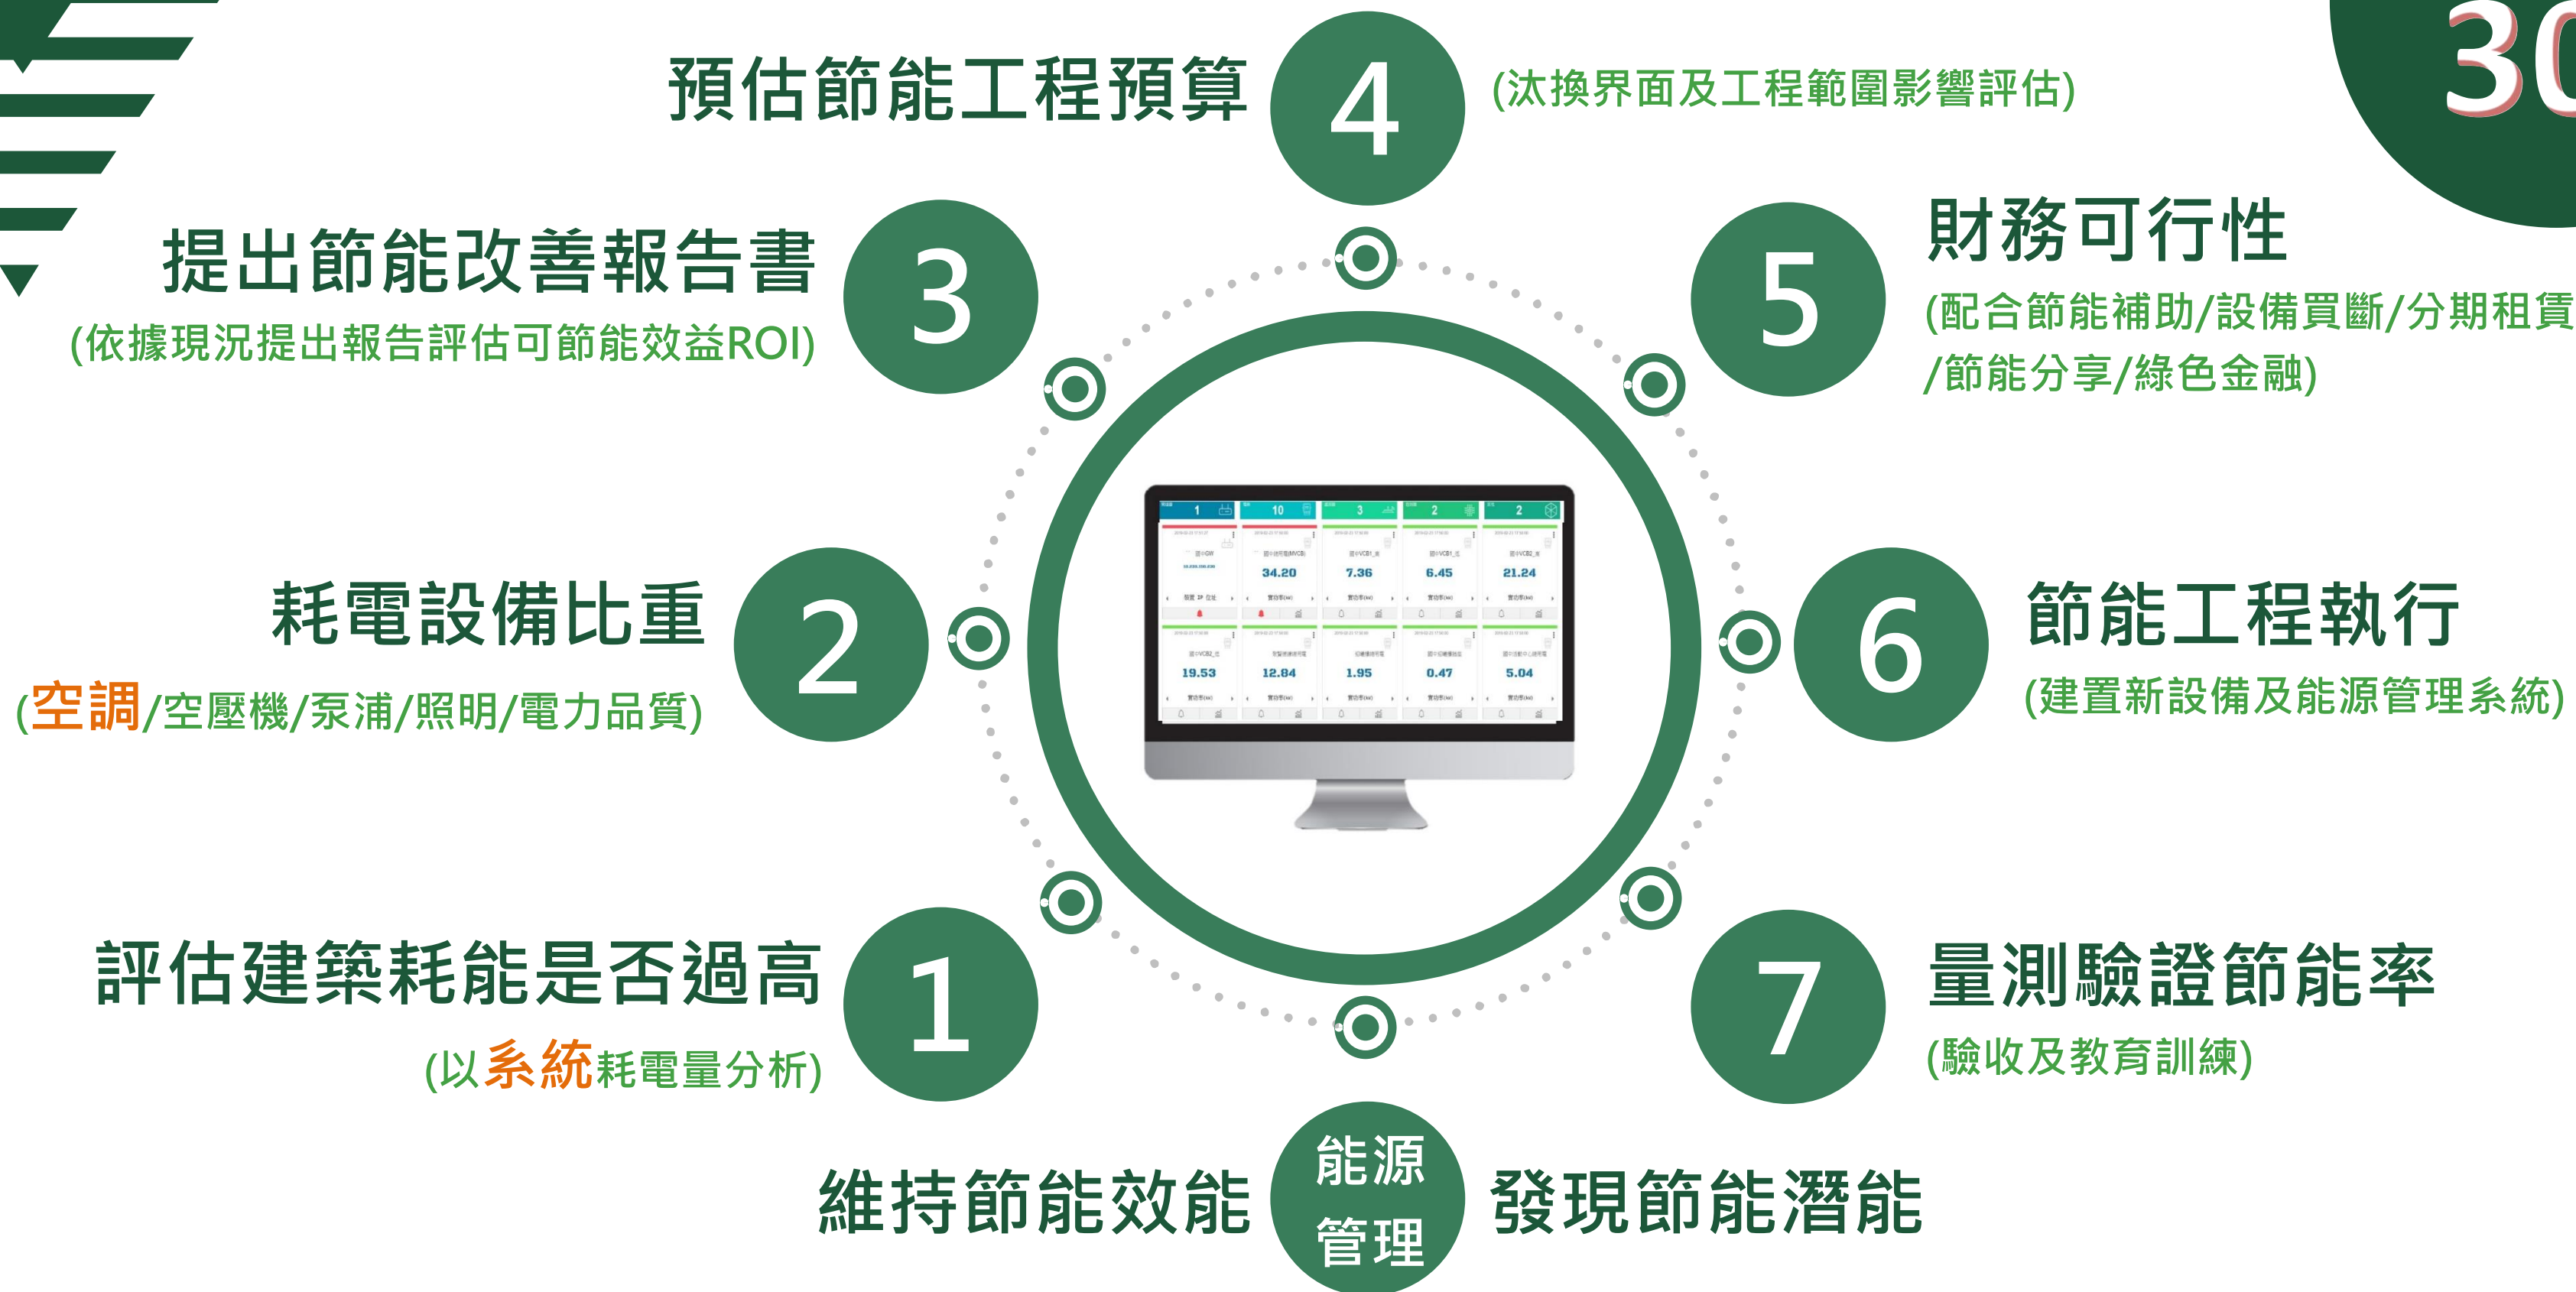 30
預估節能工程預算
4
(汰換界面及工程範圍影響評估)
提出節能改善報告書
(依據現況提出報告評估可節能效益ROI)
3
5
財務可行性
(配合節能補助/設備買斷/分期租賃
/節能分享/綠色金融)
耗電設備比重
(空調/空壓機/泵浦/照明/電力品質)
2
6
節能工程執行
(建置新設備及能源管理系統)
評估建築耗能是否過高
(以系統耗電量分析)
1
7
量測驗證節能率
(驗收及教育訓練)
維持節能效能
能源
管理
發現節能潛能
1 10 3 2 2
34.20 7.36 6.45 21.24
19.53 12.84 1.95 0.47 5.04